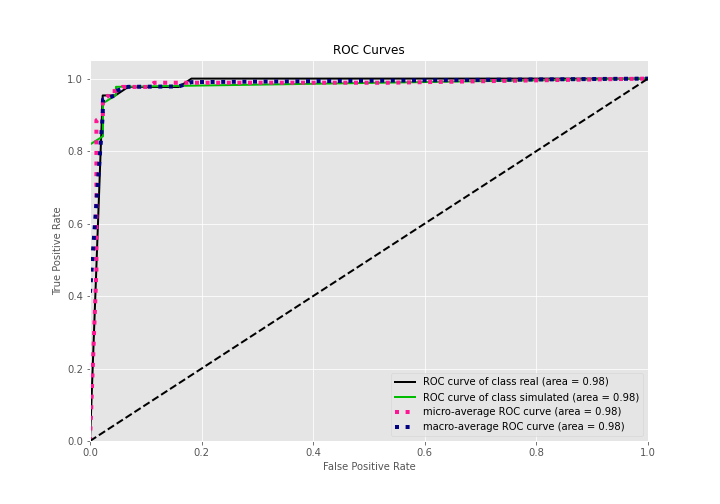 ROC Curves
1.0
0.8
0.6
0.4
0.2
0.0
True Positive Rate
ROC curve of class real (area = 0.98)
ROC curve of class simulated (area = 0.98)
micro-average ROC curve (area = 0.98)
macro-average ROC curve (area = 0.98)
0.0 0.2 0.4 0.6 0.8 1.0
False Positive Rate